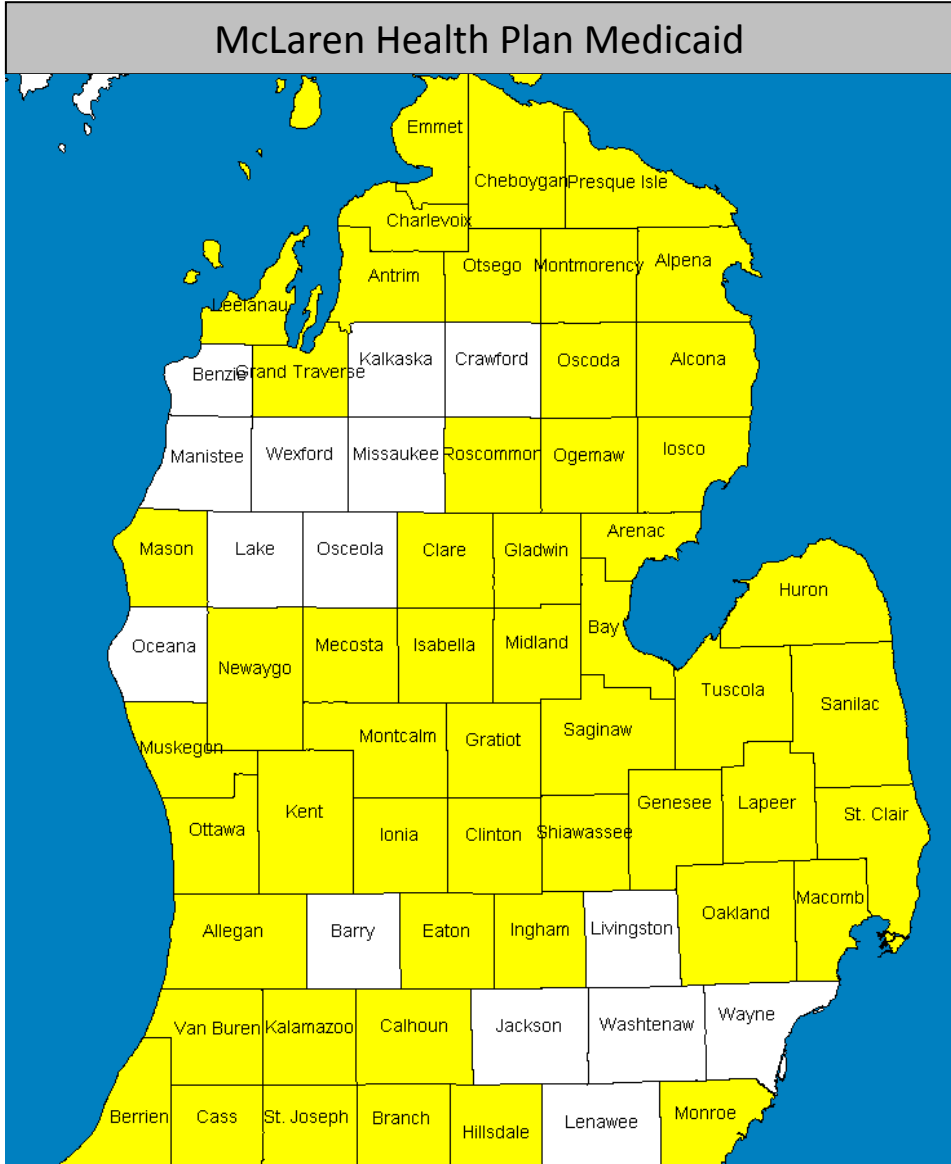 McLaren Health Plan Medicaid
Emmet
Cheboygan
Presque Isle
Charlevoix
Antrim
Otsego
Montmorency
Alpena
Leelanau
Benzie
Grand Traverse
Kalkaska
Crawford
Oscoda
Alcona
Manistee
Wexford
Missaukee
Roscommon
Ogemaw
Iosco
Mason
Lake
Osceola
Clare
Gladwin
Arenac
Huron
Oceana
Newaygo
Mecosta
Isabella
Midland
Bay
Tuscola
Sanilac
Muskegon
Montcalm
Gratiot
Saginaw
Ottawa
Kent
Ionia
Clinton
Shiawassee
Genesee
Lapeer
St. Clair
Allegan
Barry
Eaton
Ingham
Livingston
Oakland
Macomb
Van Buren
Kalamazoo
Calhoun
Jackson
Washtenaw
Wayne
Berrien
Cass
St. Joseph
Branch
Hillsdale
Lenawee
Monroe